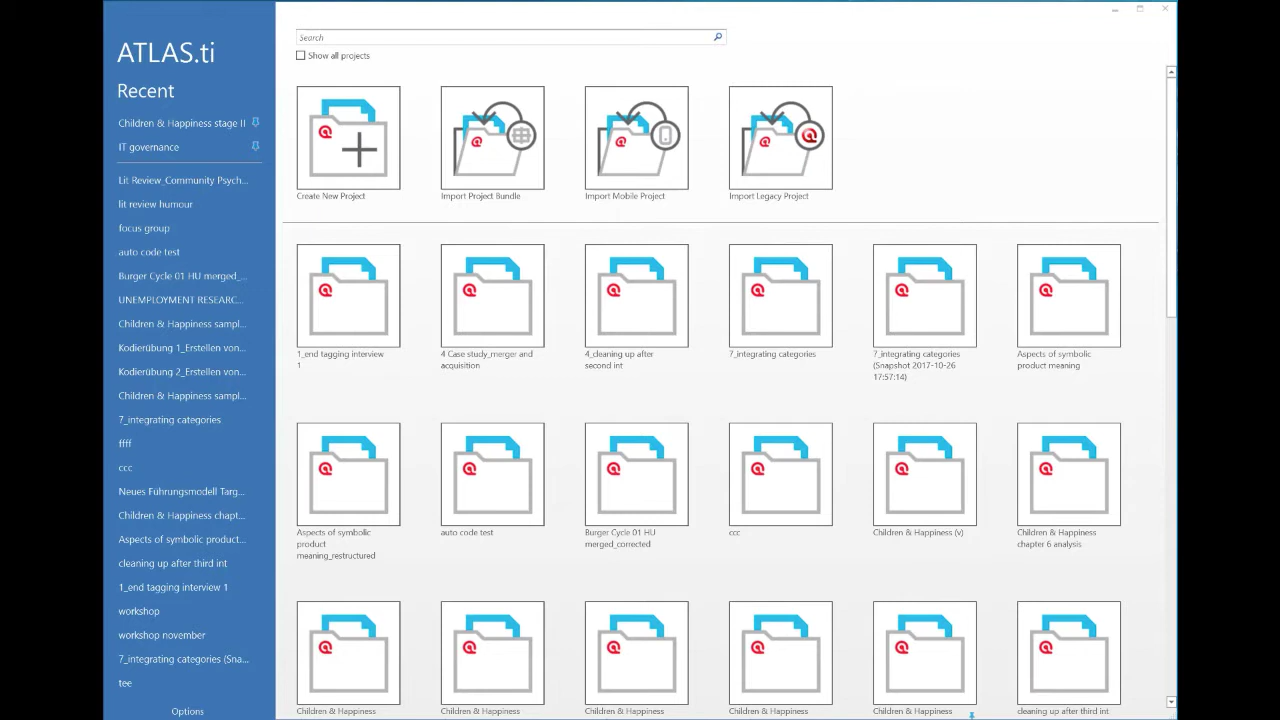 ATLAS.ti
Recent
Children & Happiness stage II
IT governance
Lit Review_Community Psych...
lit review humour
focus group
auto code test
Burger Cycle 01 HU merged_...
UNEMPLOYMENT RESEARC...
Children & Happiness sampl...
Kodierübung 1_Erstellen von...
Kodierübung 2_Erstellen von...
Children & Happiness sampl...
7_integrating categories
ffff
ccc
Neues Führungsmodell Targ...
Children & Happiness chapt...
Aspects of symbolic product...
cleaning up after third int
1_end tagging interview 1
workshop
workshop november
7_integrating categories (Sna...
tee
Options
Search
Show all projects
Create New Project
Import Project Bundle
Import Mobile Project
Import Legacy Project
1_end tagging interview
1
4 Case study_merger and
acquisition
4_cleaning up after
second int
7_integrating categories
7_integrating categories
(Snapshot 2017-10-26
17:57:14)
Aspects of symbolic
product meaning
Aspects of symbolic
product
meaning_restructured
auto code test
Burger Cycle 01 HU
merged_corrected
ccc
Children & Happiness (v)
Children & Happiness
chapter 6 analysis
Children & Happiness
Children & Happiness
Children & Happiness
Children & Happiness
Children & Happiness
cleaning up after third int